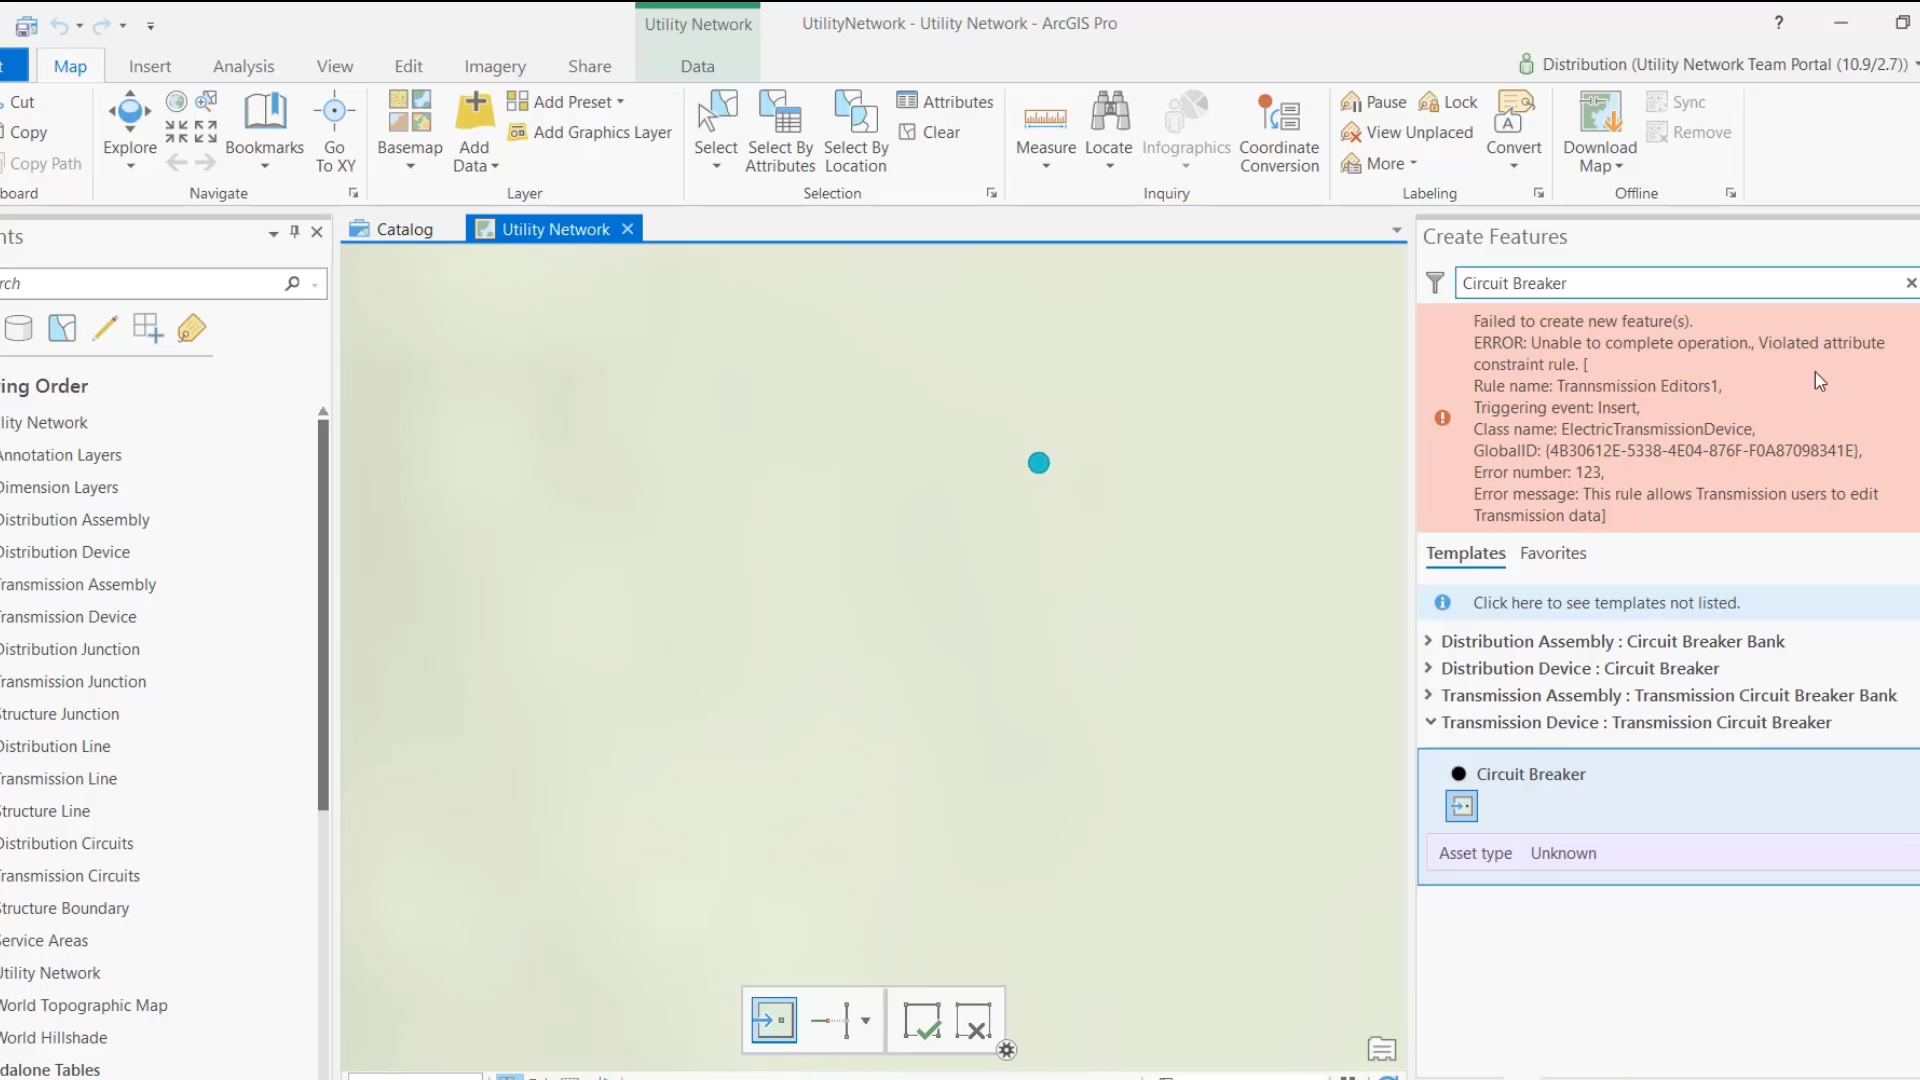 Utility Network
UtilityNetwork - Utility Network - ArcGIS Pro
?
Map
Insert
Analysis
View
Edit
Imagery
Share
Data
Distribution (Utility Network Team Portal (10.9/2.7))
Cut
Copy
Copy Path
board
Explore
Bookmarks
Go
To XY
Navigate
Basemap
Add
Data
Add Preset
Add Graphics Layer
Layer
Select
Select By
Attributes
Select By
Location
Attributes
Clear
Selection
Measure
Locate
Infographics
Coordinate
Conversion
Inquiry
Pause
Lock
View Unplaced
More
Convert
Labeling
Download
Map
Sync
Remove
Offline
nts
rch
ing Order
lity Network
Annotation Layers
Dimension Layers
Distribution Assembly
Distribution Device
ransmission Assembly
ransmission Device
Distribution Junction
ransmission Junction
Structure Junction
Distribution Line
ransmission Line
Structure Line
Distribution Circuits
ransmission Circuits
Structure Boundary
Service Areas
Utility Network
World Topographic Map
World Hillshade
dalone Tables
Catalog
Utility Network
Create Features
Circuit Breaker
Failed to create new feature(s).
ERROR: Unable to complete operation., Violated attribute
constraint rule. [
Rule name: Trannsmission Editors1,
Triggering event: Insert,
Class name: ElectricTransmissionDevice,
GlobalID: {4B30612E-5338-4E04-876F-F0A87098341E},
Error number: 123,
Error message: This rule allows Transmission users to edit
Transmission data]
Templates
Favorites
Click here to see templates not listed.
Distribution Assembly : Circuit Breaker Bank
Distribution Device : Circuit Breaker
Transmission Assembly : Transmission Circuit Breaker Bank
Transmission Device : Transmission Circuit Breaker
Circuit Breaker
Asset type Unknown